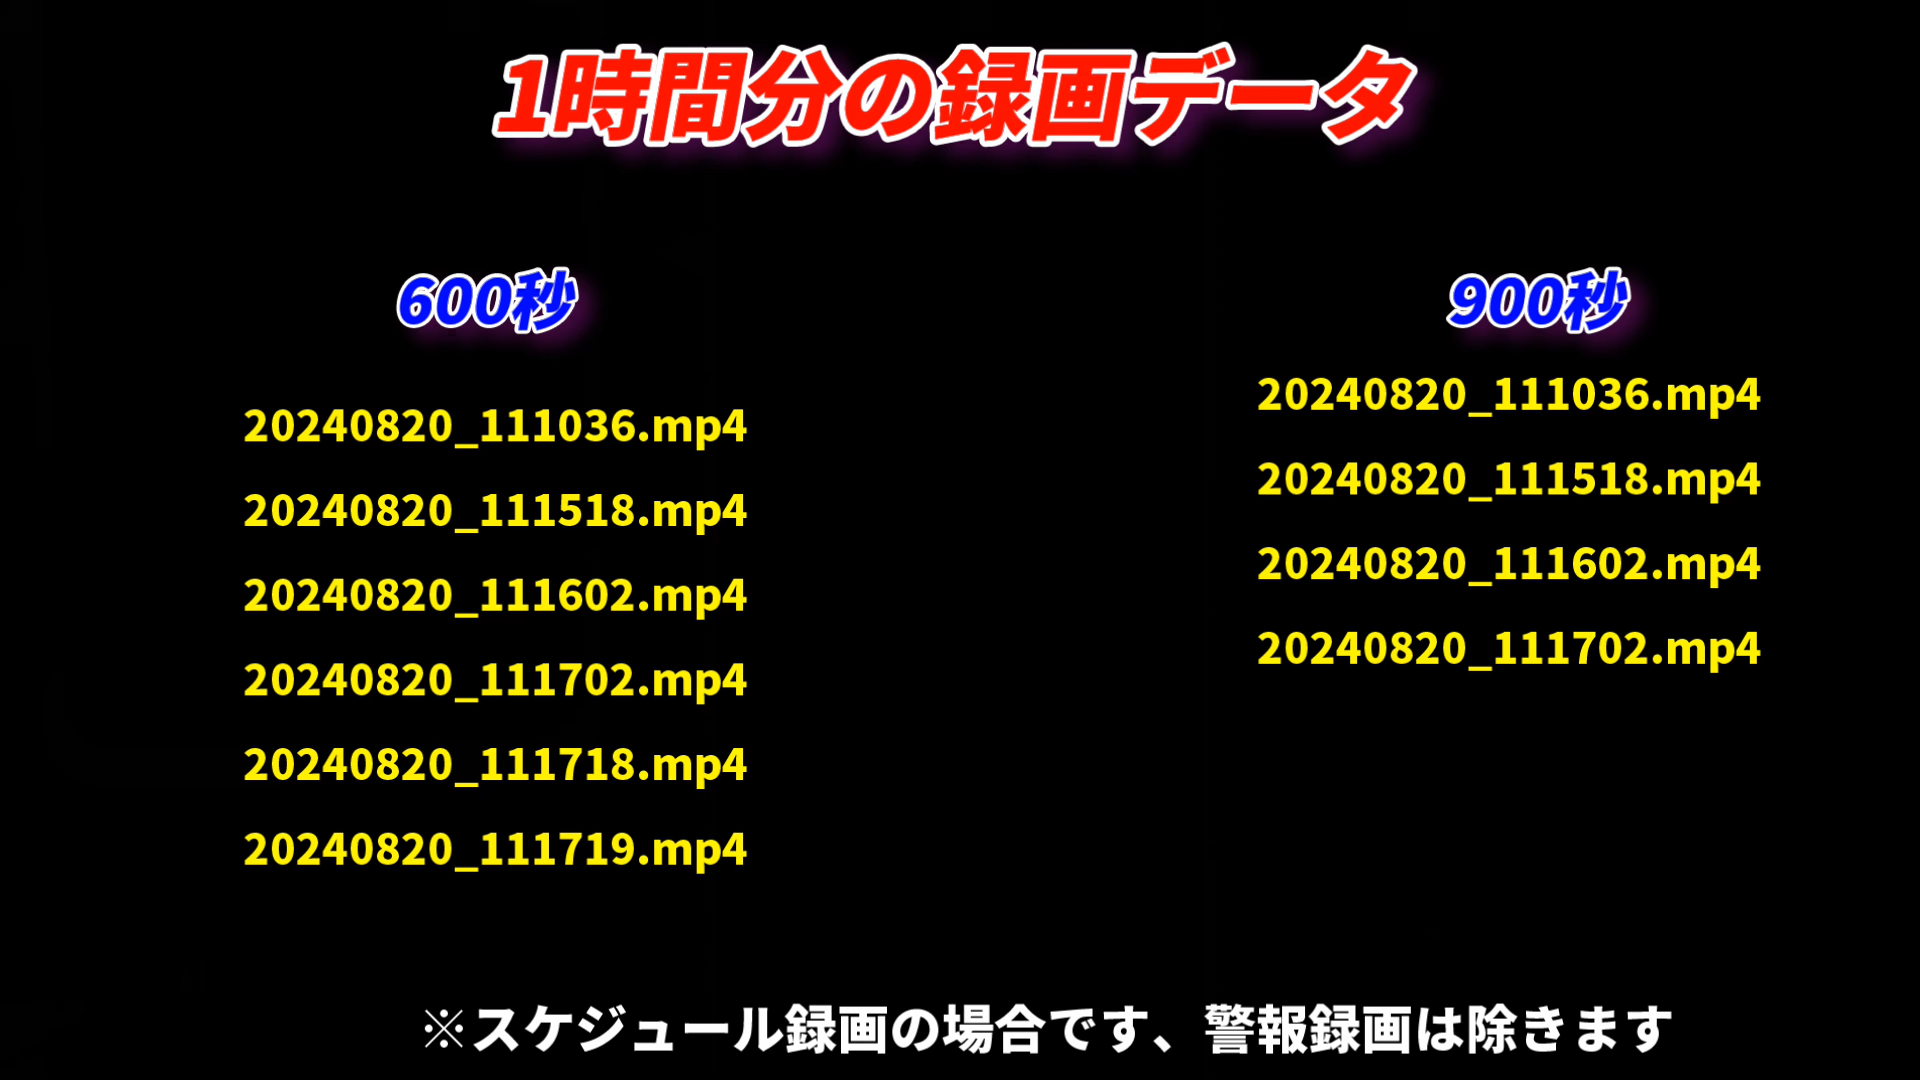 1時間分の録画データ
600秒
20240820_111036.mp4
20240820_111518.mp4
20240820_111602.mp4
20240820_111702.mp4
20240820_111718.mp4
20240820_111719.mp4
900秒
20240820_111036.mp4
20240820_111518.mp4
20240820_111602.mp4
20240820_111702.mp4
※スケジュール録画の場合です、警報録画は除きます